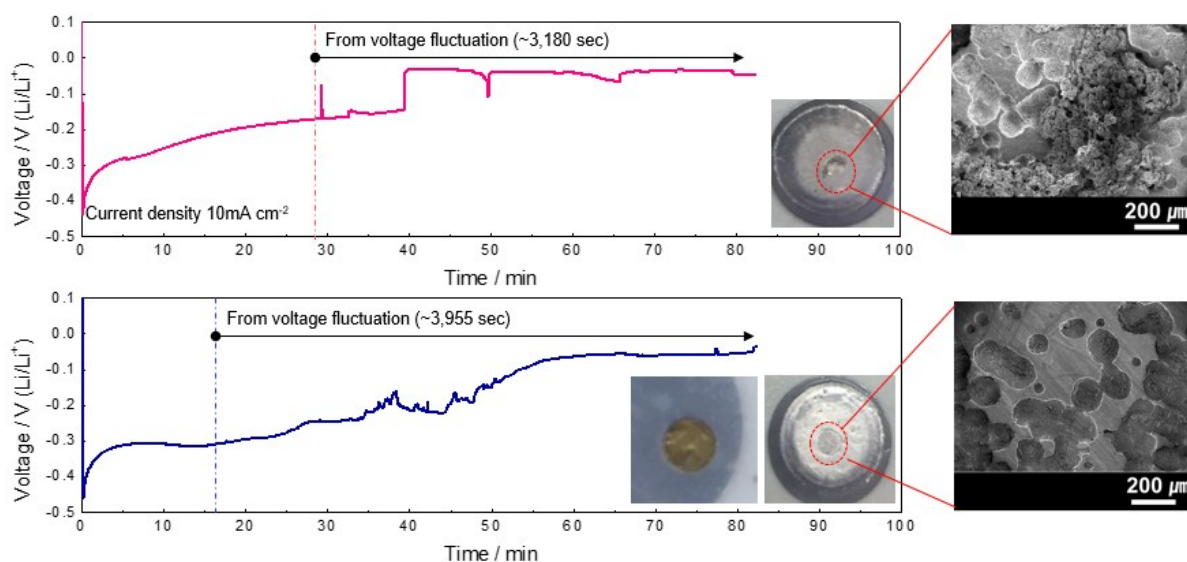 0.1
0.0
-0.1
-0.2
-0.3
-0.4
-0.5
Voltage / V (Li/Li⁺)
From voltage fluctuation (~3,180 sec)
Current density 10mA cm⁻²
0 10 20 30 40 50 60 70 80 90 100
Time / min
200 µm
0.1
0.0
-0.1
-0.2
-0.3
-0.4
-0.5
Voltage / V (Li/Li⁺)
From voltage fluctuation (~3,955 sec)
0 10 20 30 40 50 60 70 80 90 100
Time / min
200 µm